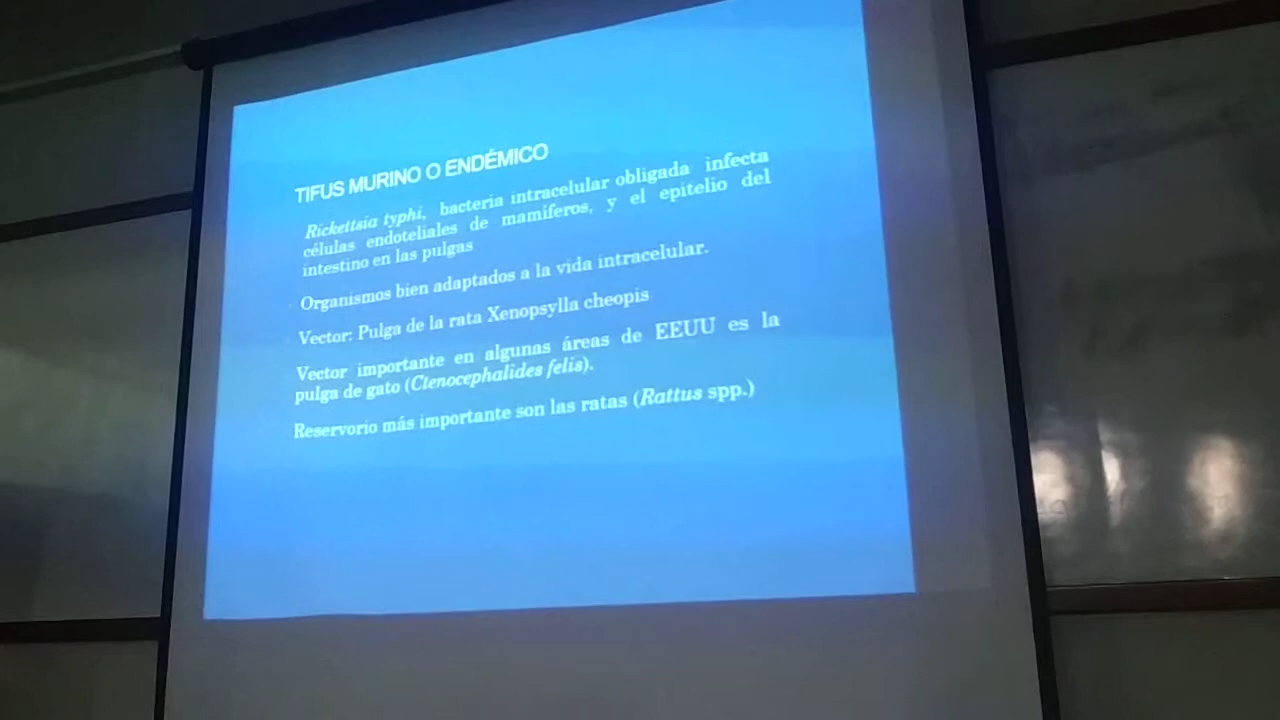 TIFUS MURINO O ENDÉMICO
Rickettsia typhi, bacteria intracelular obligada infecta
células endoteliales de mamíferos, y el epitelio del
intestino en las pulgas
Organismos bien adaptados a la vida intracelular.
Vector: Pulga de la rata Xenopsylla cheopis
Vector importante en algunas áreas de EEUU es la
pulga de gato (Ctenocephalides felis).
Reservorio más importante son las ratas (Rattus spp.)